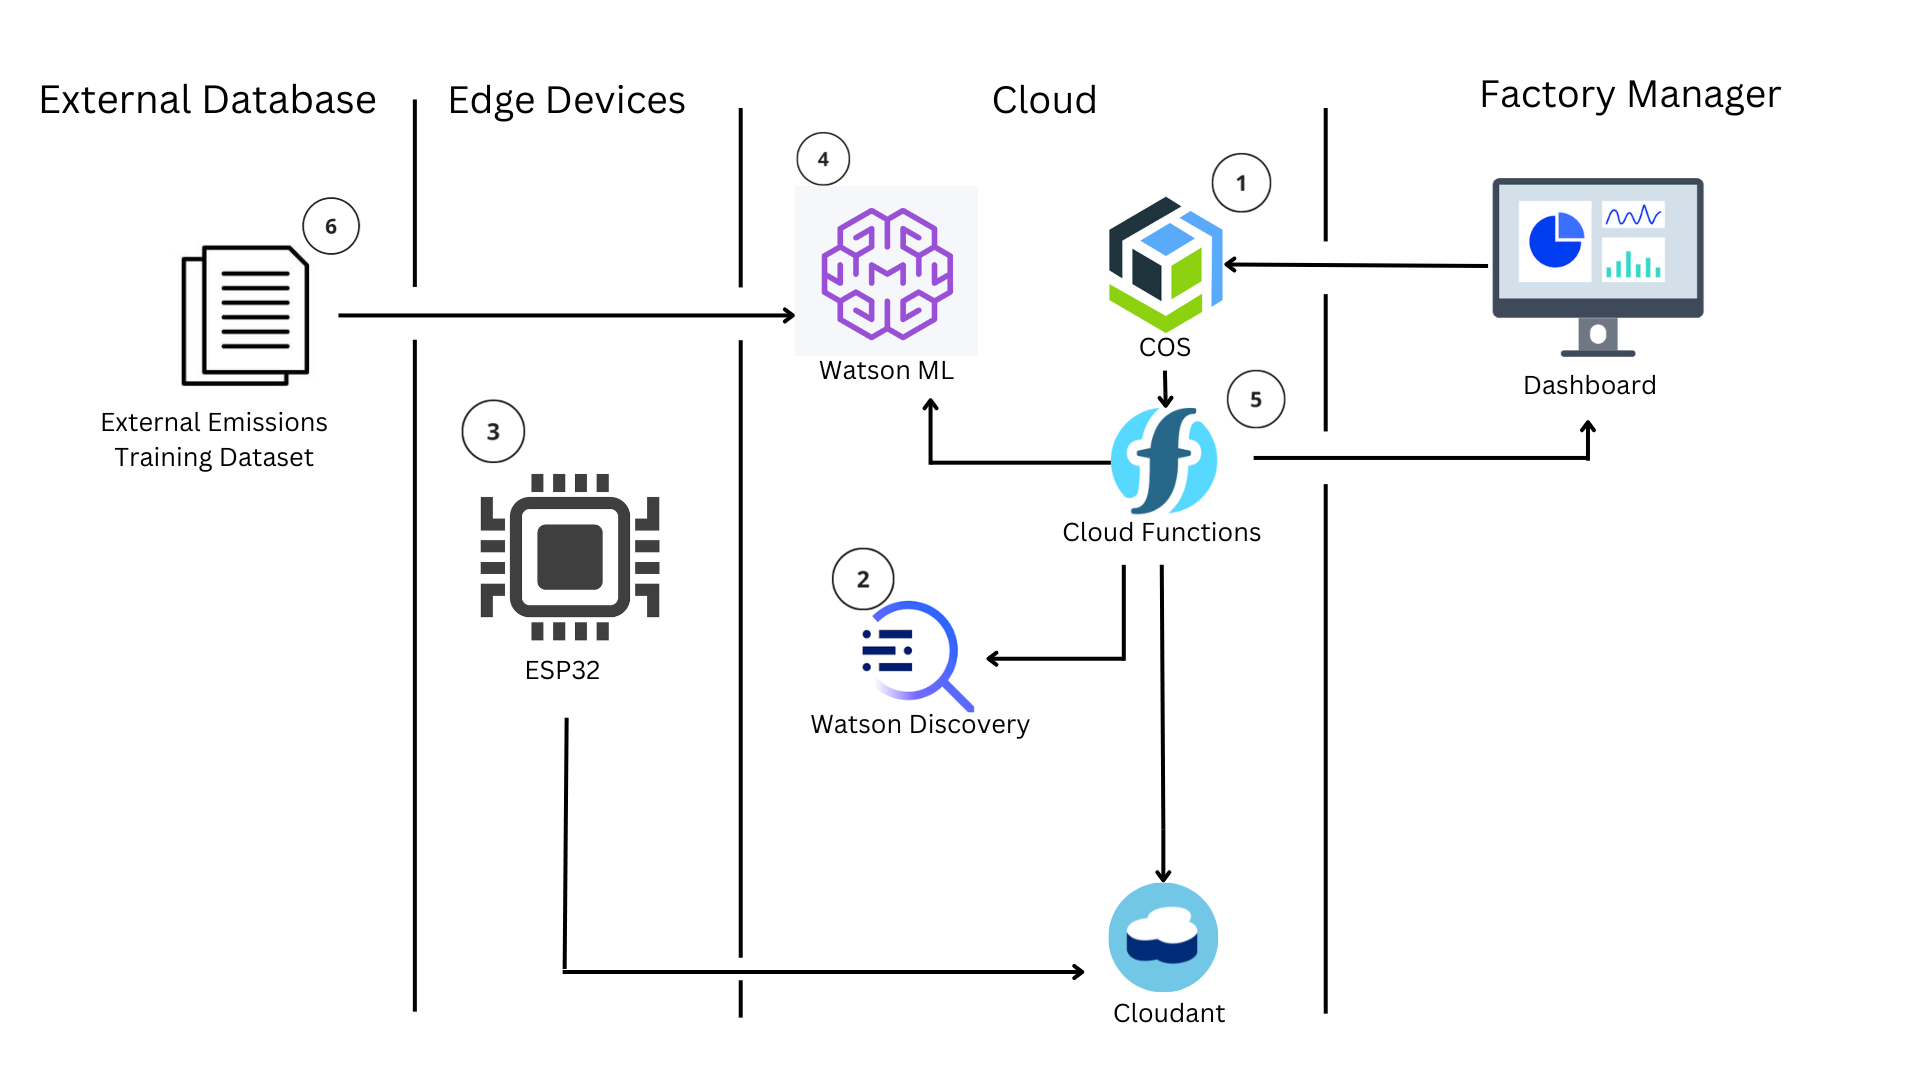 External Database
Edge Devices
Cloud
Factory Manager
6
External Emissions
Training Dataset
3
ESP32
4
Watson ML
1
COS
5
Cloud Functions
2
Watson Discovery
Cloudant
Dashboard